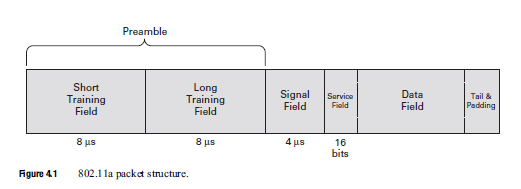 Preamble
Short
Training
Field
Long
Training
Field
Signal
Field
Service
Field
Data
Field
Tail &
Padding
8 μs
8 μs
4 μs
16
bits
Figure 4.1 802.11a packet structure.